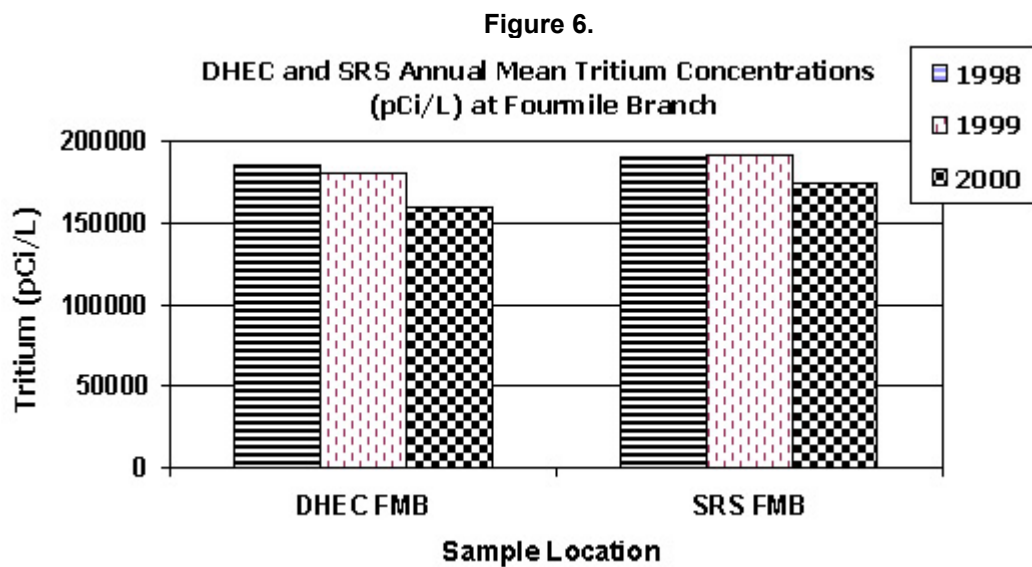 Figure 6.
DHEC and SRS Annual Mean Tritium Concentrations
(pCi/L) at Fourmile Branch
1998
1999
2000
Tritium (pCi/L)
200000
150000
100000
50000
0
DHEC FMB
SRS FMB
Sample Location